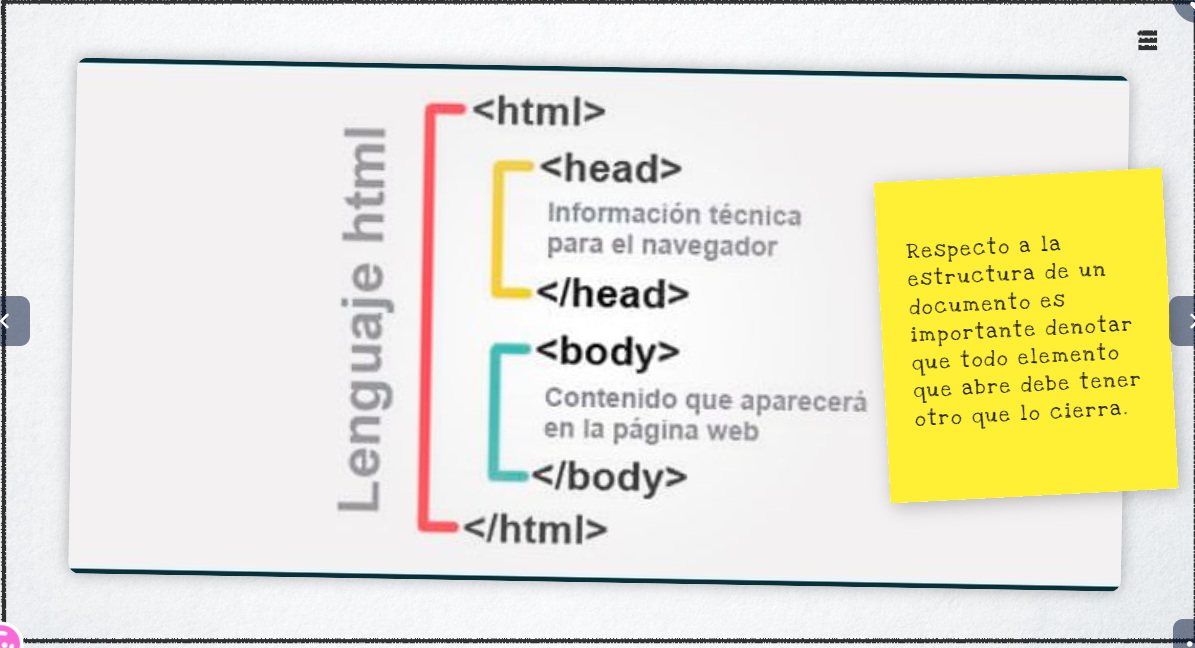 Lenguaje html
<html>
<head>
Información técnica
para el navegador
</head>
<body>
Contenido que aparecerá
en la página web
</body>
</html>
Respecto a la
estructura de un
documento es
importante denotar
que todo elemento
que abre debe tener
otro que lo cierra.